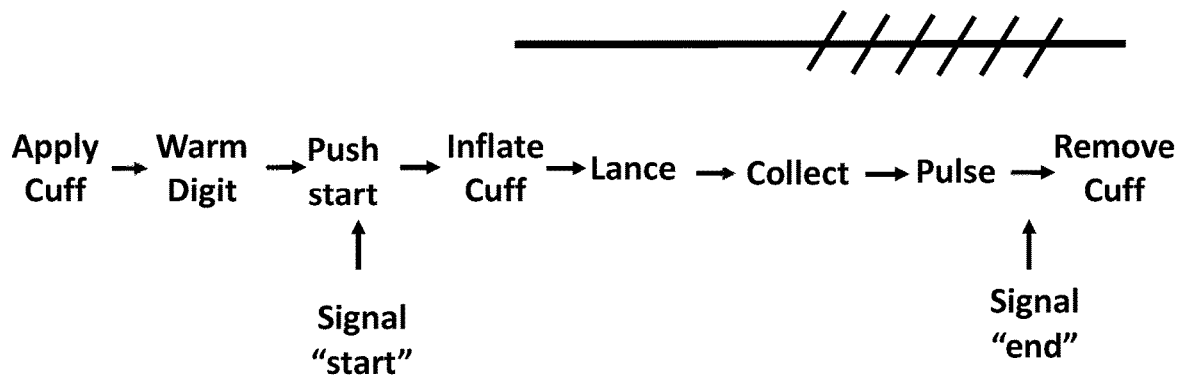 Apply
Cuff
Warm
Digit
Push
start
Inflate
Cuff
Lance
Collect
Pulse
Remove
Cuff
Signal
“start”
Signal
“end”